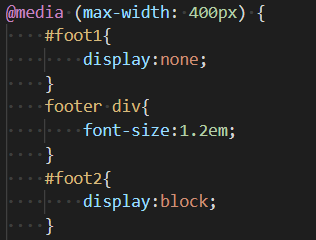 @media (max-width: 400px) {
    #foot1{
        display:none;
    }
    footer div{
        font-size:1.2em;
    }
    #foot2{
        display:block;
    }